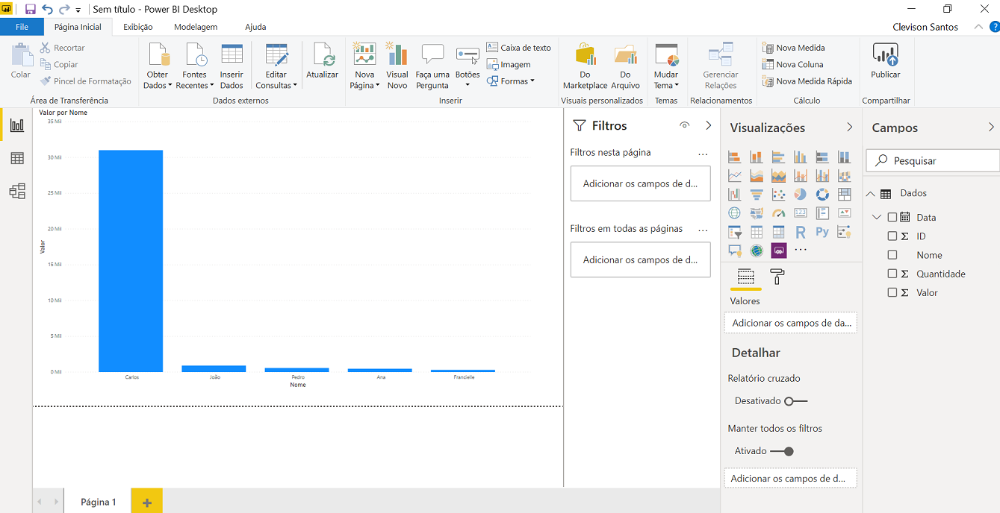 Sem título - Power BI Desktop
File
Página Inicial
Exibição
Modelagem
Ajuda
Clevison Santos
?
Colar
Recortar
Copiar
Pincel de Formatação
Área de Transferência
Obter
Dados
Fontes
Recentes
Inserir
Dados
Editar
Consultas
Dados externos
Atualizar
Nova
Página
Visual
Novo
Faça uma
Pergunta
Botões
Caixa de texto
Imagem
Formas
Inserir
Do
Marketplace
Do
Arquivo
Visuais personalizados
Mudar
Tema
Temas
Gerenciar
Relações
Relacionamentos
Nova Medida
Nova Coluna
Nova Medida Rápida
Cálculo
Publicar
Compartilhar
Valor por Nome
35 Mil
30 Mil
25 Mil
20 Mil
15 Mil
10 Mil
5 Mil
0 Mil
Valor
Carlos
João
Pedro
Ana
Francielle
Nome
Filtros
Filtros nesta página
...
Adicionar os campos de d...
Filtros em todas as páginas
...
Adicionar os campos de d...
Visualizações
123
R
Py
...
Valores
Adicionar os campos de da...
Detalhar
Relatório cruzado
Desativado
Manter todos os filtros
Ativado
Adicionar os campos de d...
Campos
Pesquisar
Dados
Data
Σ ID
Nome
Σ Quantidade
Σ Valor
Página 1
+